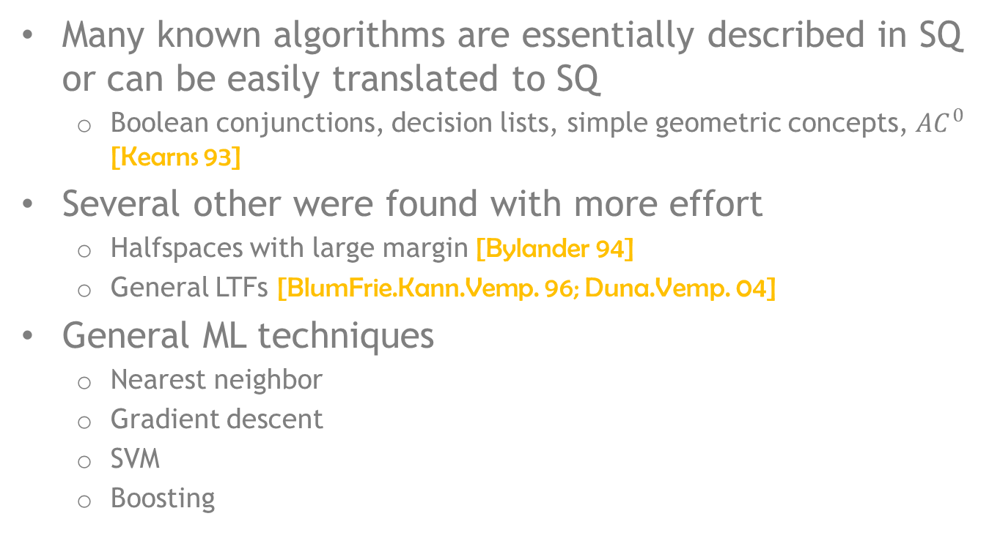 • Many known algorithms are essentially described in SQ
or can be easily translated to SQ
o Boolean conjunctions, decision lists, simple geometric concepts, AC⁰
[Kearns 93]
• Several other were found with more effort
o Halfspaces with large margin [Bylander 94]
o General LTFs [BlumFrie.Kann.Vemp. 96; Duna.Vemp. 04]
• General ML techniques
o Nearest neighbor
o Gradient descent
o SVM
o Boosting